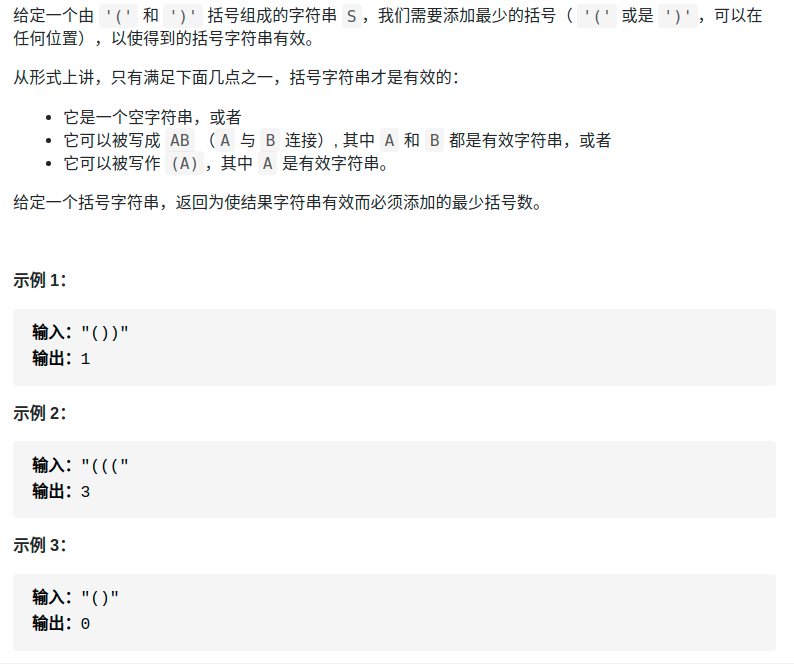 给定一个由 '(' 和 ')' 括号组成的字符串 S，我们需要添加最少的括号（ '(' 或是 ')'，可以在
任何位置），以使得到的括号字符串有效。
从形式上讲，只有满足下面几点之一，括号字符串才是有效的：
• 它是一个空字符串，或者
• 它可以被写成 AB （A 与 B 连接）, 其中 A 和 B 都是有效字符串，或者
• 它可以被写作 (A)，其中 A 是有效字符串。
给定一个括号字符串，返回为使结果字符串有效而必须添加的最少括号数。
示例 1：
输入："())"
输出：1
示例 2：
输入："((("
输出：3
示例 3：
输入："()"
输出：0